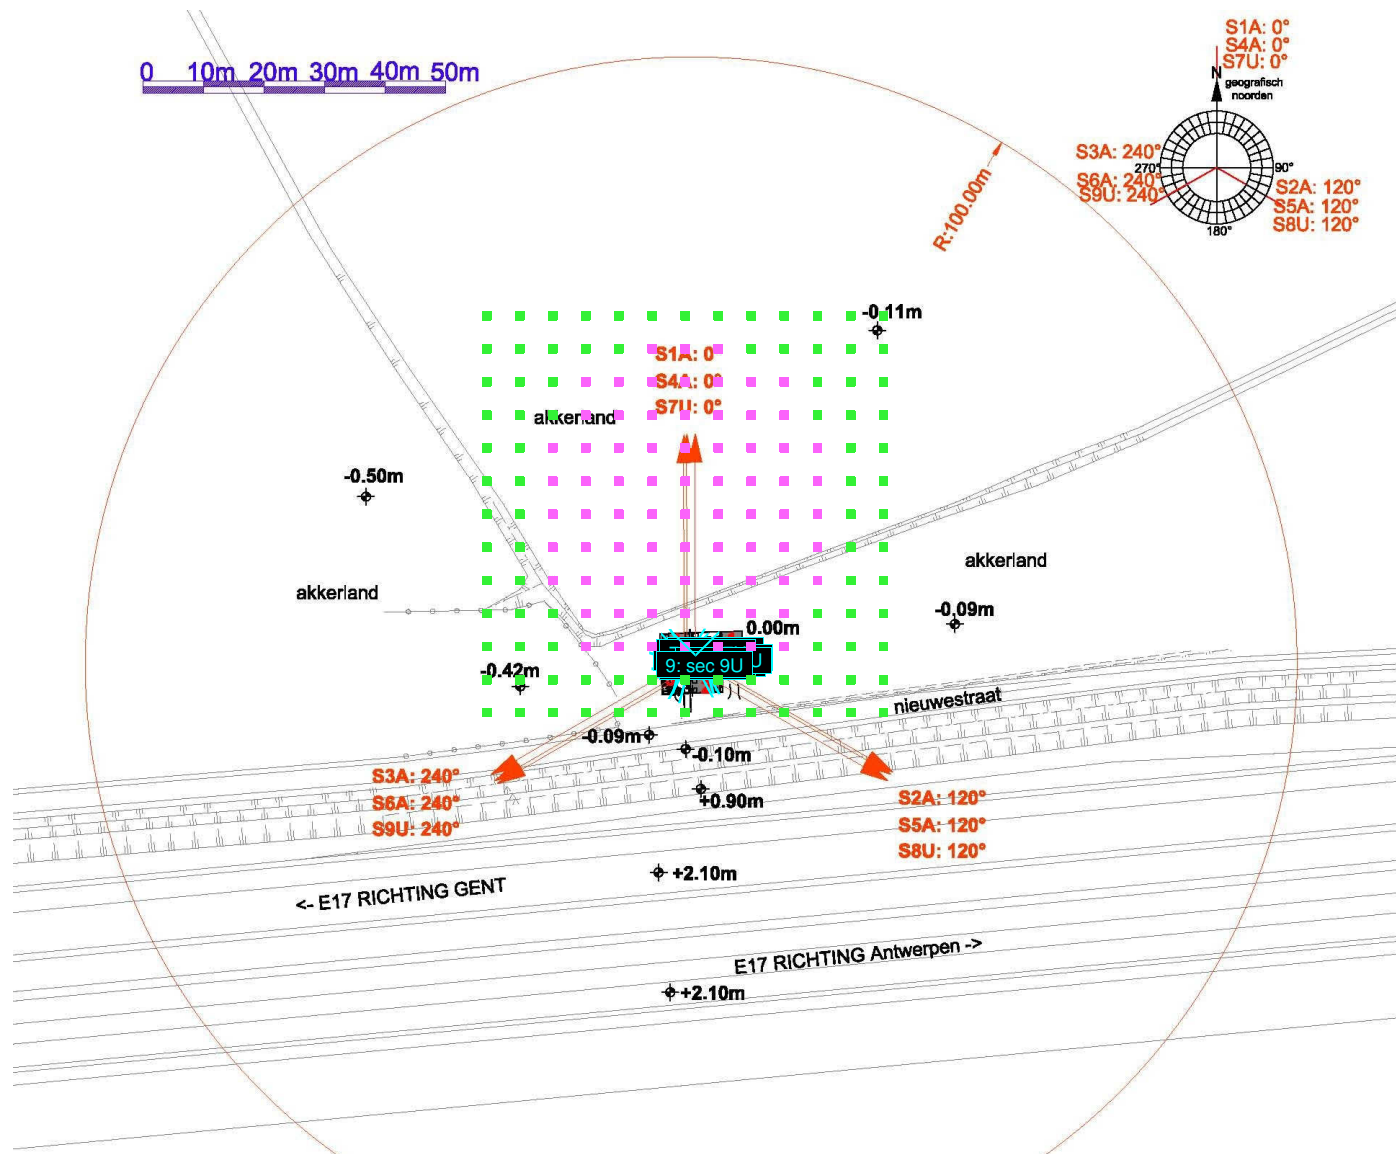 S1A: 0°
S4A: 0°
S7U: 0°
0 10m 20m 30m 40m 50m
N
geografisch
noorden
S3A: 240°
270°
90°
S6A: 240°
S9U: 240°
S2A: 120°
S5A: 120°
S8U: 120°
180°
R:100.00m
-0.11m
S1A: 0°
S4A: 0°
S7U: 0°
akkerland
-0.50m
akkerland
akkerland
-0.09m
0.00m
9: sec 9U
U
-0.42m
nieuwestraat
-0.09m
-0.10m
+0.90m
S3A: 240°
S6A: 240°
S9U: 240°
S2A: 120°
S5A: 120°
S8U: 120°
+2.10m
<- E17 RICHTING GENT
E17 RICHTING Antwerpen ->
+2.10m